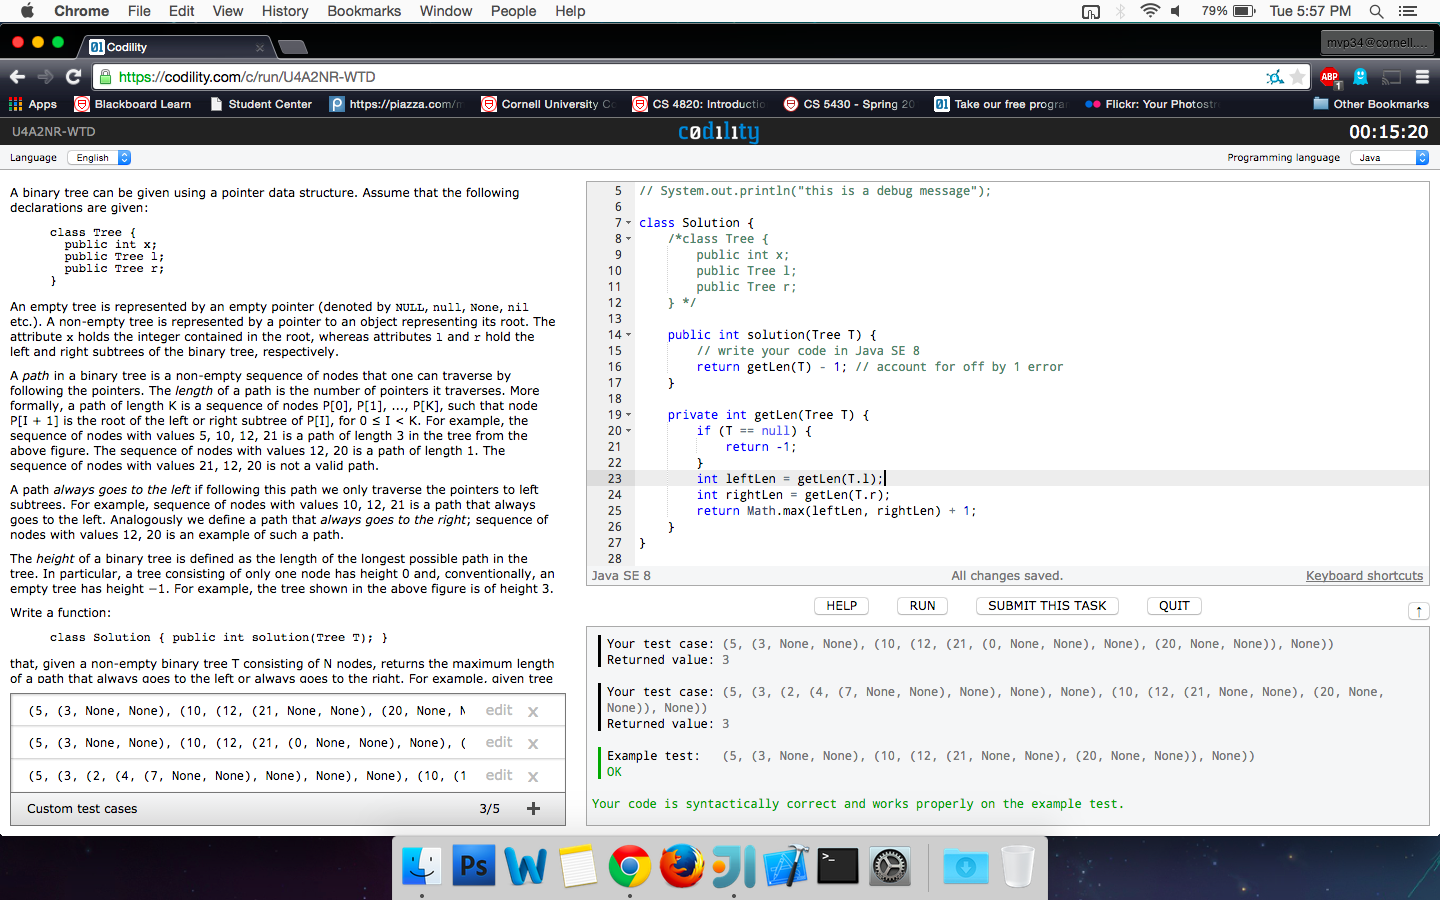 Chrome File Edit View History Bookmarks Window People Help 79% Tue 5:57 PM
Codility
mvp34@cornell....
https://codility.com/c/run/U4A2NR-WTD
ABP
1
Apps Blackboard Learn Student Center https://piazza.com/ Cornell University CS 4820: Introductio CS 5430 - Spring 20 Take our free progra Flickr: Your Photost Other Bookmarks
U4A2NR-WTD
codility
00:15:20
Language English
Programming language Java
A binary tree can be given using a pointer data structure. Assume that the following
declarations are given:
class Tree {
public int x;
public Tree l;
public Tree r;
}
An empty tree is represented by an empty pointer (denoted by NULL, null, None, nil
etc.). A non-empty tree is represented by a pointer to an object representing its root. The
attribute x holds the integer contained in the root, whereas attributes l and r hold the
left and right subtrees of the binary tree, respectively.
A path in a binary tree is a non-empty sequence of nodes that one can traverse by
following the pointers. The length of a path is the number of pointers it traverses. More
formally, a path of length K is a sequence of nodes P[0], P[1], ..., P[K], such that node
P[I + 1] is the root of the left or right subtree of P[I], for 0 ≤ I < K. For example, the
sequence of nodes with values 5, 10, 12, 21 is a path of length 3 in the tree from the
above figure. The sequence of nodes with values 12, 20 is a path of length 1. The
sequence of nodes with values 21, 12, 20 is not a valid path.
A path always goes to the left if following this path we only traverse the pointers to left
subtrees. For example, sequence of nodes with values 10, 12, 21 is a path that always
goes to the left. Analogously we define a path that always goes to the right; sequence of
nodes with values 12, 20 is an example of such a path.
The height of a binary tree is defined as the length of the longest possible path in the
tree. In particular, a tree consisting of only one node has height 0 and, conventionally, an
empty tree has height −1. For example, the tree shown in the above figure is of height 3.
Write a function:
class Solution { public int solution(Tree T); }
that, given a non-empty binary tree T consisting of N nodes, returns the maximum length
of a path that always goes to the left or always goes to the right. For example, given tree
(5, (3, None, None), (10, (12, (21, None, None), (20, None, N edit x
(5, (3, None, None), (10, (12, (21, (0, None, None), None), ( edit x
(5, (3, (2, (4, (7, None, None), None), None), None), (10, (1 edit x
Custom test cases 3/5 +
5 // System.out.println("this is a debug message");
6
7 class Solution {
8 /*class Tree {
9 public int x;
10 public Tree l;
11 public Tree r;
12 } */
13
14 public int solution(Tree T) {
15 // write your code in Java SE 8
16 return getLen(T) - 1; // account for off by 1 error
17 }
18
19 private int getLen(Tree T) {
20 if (T == null) {
21 return -1;
22 }
23 int leftLen = getLen(T.l);
24 int rightLen = getLen(T.r);
25 return Math.max(leftLen, rightLen) + 1;
26 }
27 }
28
Java SE 8 All changes saved. Keyboard shortcuts
HELP RUN SUBMIT THIS TASK QUIT ↑
Your test case: (5, (3, None, None), (10, (12, (21, (0, None, None), None), (20, None, None)), None))
Returned value: 3
Your test case: (5, (3, (2, (4, (7, None, None), None), None), None), (10, (12, (21, None, None), (20, None,
None)), None))
Returned value: 3
Example test: (5, (3, None, None), (10, (12, (21, None, None), (20, None, None)), None))
OK
Your code is syntactically correct and works properly on the example test.
Ps W
>_